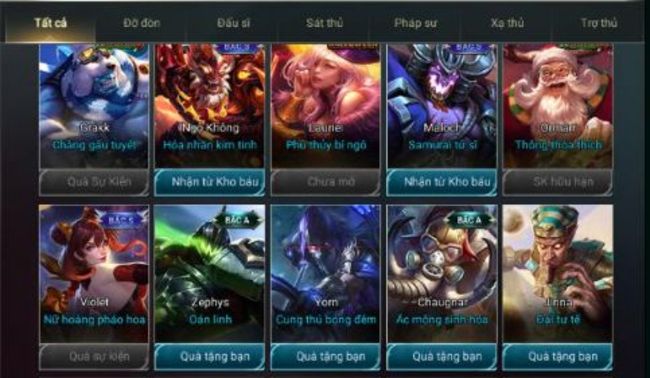 Tất cả
Đỡ đòn
Đấu sĩ
Sát thủ
Pháp sư
Xạ thủ
Trợ thủ
BẬC S
BẬC S
Grakk
Ngộ Không
Lauriel
Maloch
Ormarr
Chàng gấu tuyết
Hỏa nhãn kim tinh
Phù thủy bí ngô
Samurai tử sĩ
Thông thỏa thích
Quà Sự Kiện
Nhận từ Kho báu
Chưa mở
Nhận từ Kho báu
SK hữu hạn
BẬC S
BẬC A
BẬC A
Violet
Zephys
Yorn
Chaugnar
Jinna
Nữ hoàng pháo hoa
Oán linh
Cung thủ bóng đêm
Ác mộng sinh hóa
Đại tư tế
Quà sự kiện
Quà tặng bạn
Quà tặng bạn
Quà tặng bạn
Quà tặng bạn